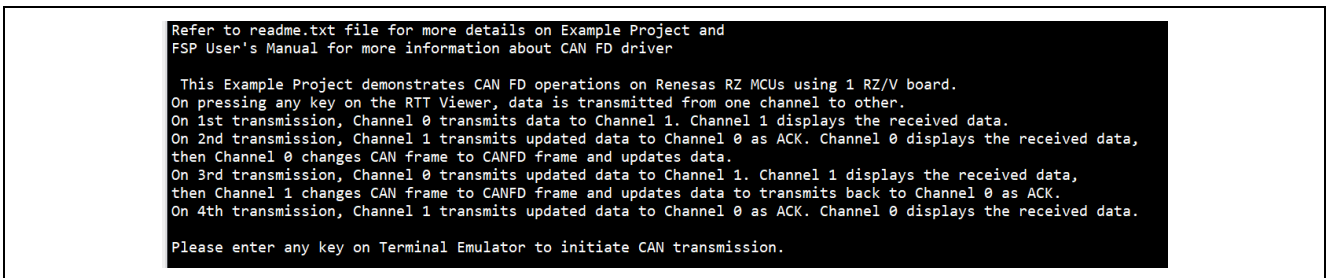 Refer to readme.txt file for more details on Example Project and
FSP User's Manual for more information about CAN FD driver
This Example Project demonstrates CAN FD operations on Renesas RZ MCUs using 1 RZ/V board.
On pressing any key on the RTT Viewer, data is transmitted from one channel to other.
On 1st transmission, Channel 0 transmits data to Channel 1. Channel 1 displays the received data.
On 2nd transmission, Channel 1 transmits updated data to Channel 0 as ACK. Channel 0 displays the received data,
then Channel 0 changes CAN frame to CANFD frame and updates data.
On 3rd transmission, Channel 0 transmits updated data to Channel 1. Channel 1 displays the received data,
then Channel 1 changes CAN frame to CANFD frame and updates data to transmits back to Channel 0 as ACK.
On 4th transmission, Channel 1 transmits updated data to Channel 0 as ACK. Channel 0 displays the received data.
Please enter any key on Terminal Emulator to initiate CAN transmission.